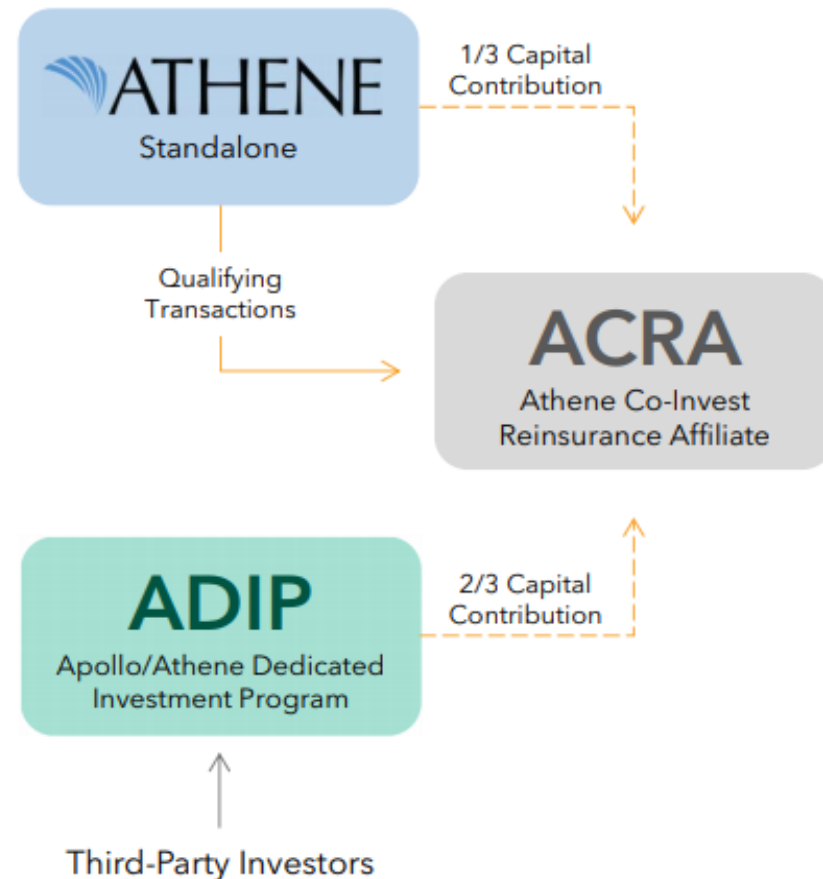 ATHENE
Standalone
1/3 Capital
Contribution
Qualifying
Transactions
ACRA
Athene Co-Invest
Reinsurance Affiliate
ADIP
Apollo/Athene Dedicated
Investment Program
2/3 Capital
Contribution
Third-Party Investors